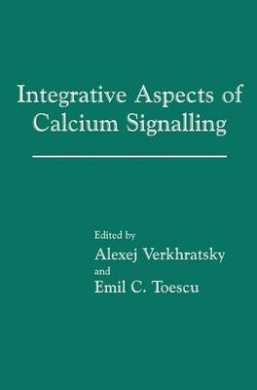 Integrative Aspects of
Calcium Signalling
Edited by
Alexej Verkhratsky
and
Emil C. Toescu